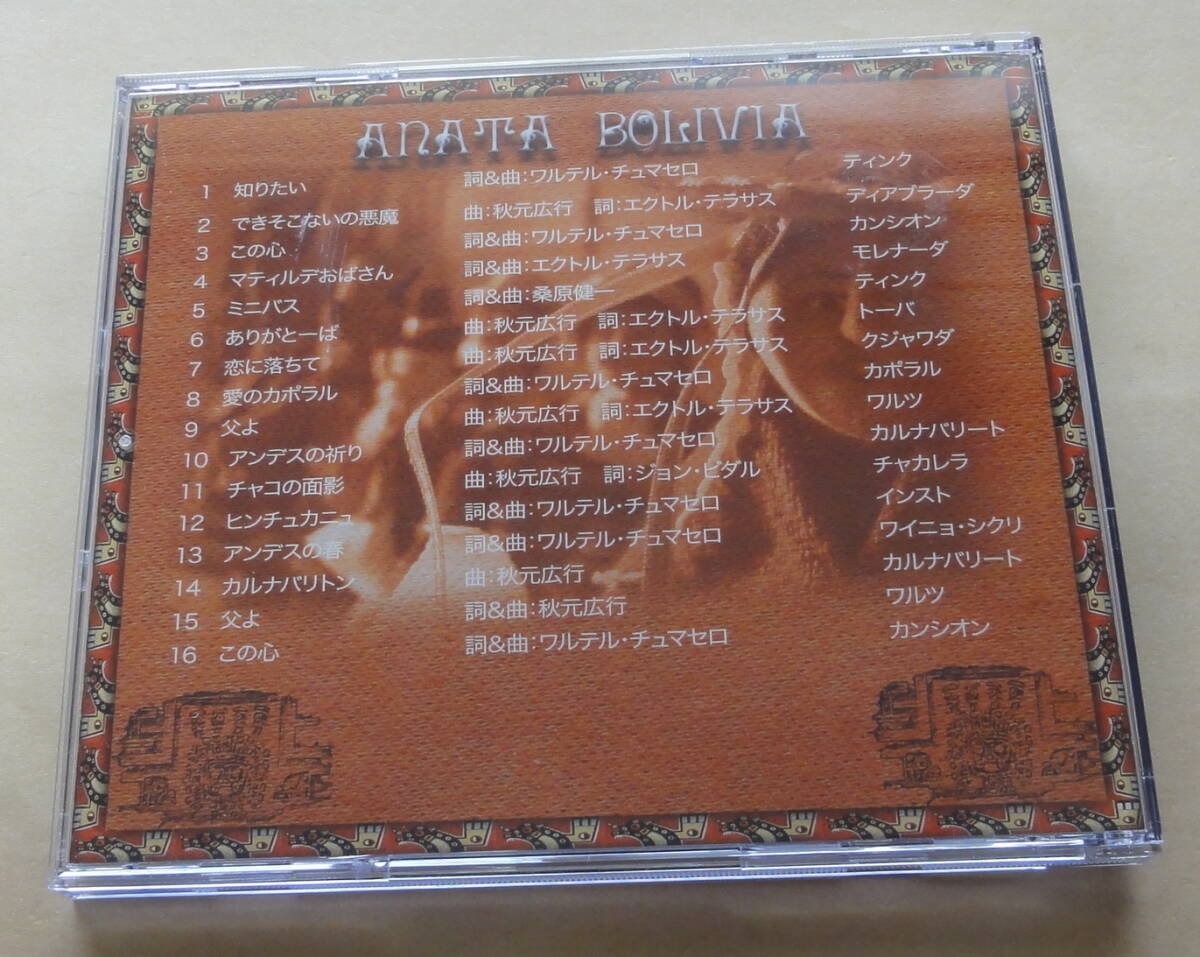 ANATA BOLIVIA
1 知りたい 詞&曲:ワルテル・チュマセロ ティンク
2 できそこないの悪魔 曲:秋元広行 詞:エクトル・テラサス ディアブラーダ
3 この心 詞&曲:ワルテル・チュマセロ カンシオン
4 マティルデおばさん 詞&曲:エクトル・テラサス モレナーダ
5 ミニバス 詞&曲:桑原健一 ティンク
6 ありがとーば 曲:秋元広行 詞:エクトル・テラサス トーバ
7 恋に落ちて 曲:秋元広行 詞:エクトル・テラサス クジャワダ
8 愛のカポラル 詞&曲:ワルテル・チュマセロ カポラル
9 父よ 曲:秋元広行 詞:エクトル・テラサス ワルツ
10 アンデスの祈り 詞&曲:ワルテル・チュマセロ カルナバリート
11 チャコの面影 曲:秋元広行 詞:ジョン・ビダル チャカレラ
12 ヒンチュカニュ 詞&曲:ワルテル・チュマセロ インスト
13 アンデスの春 詞&曲:ワルテル・チュマセロ ワイニョ・シクリ
14 カルナバリトン 曲:秋元広行 カルナバリート
15 父よ 詞&曲:秋元広行 ワルツ
16 この心 詞&曲:ワルテル・チュマセロ カンシオン